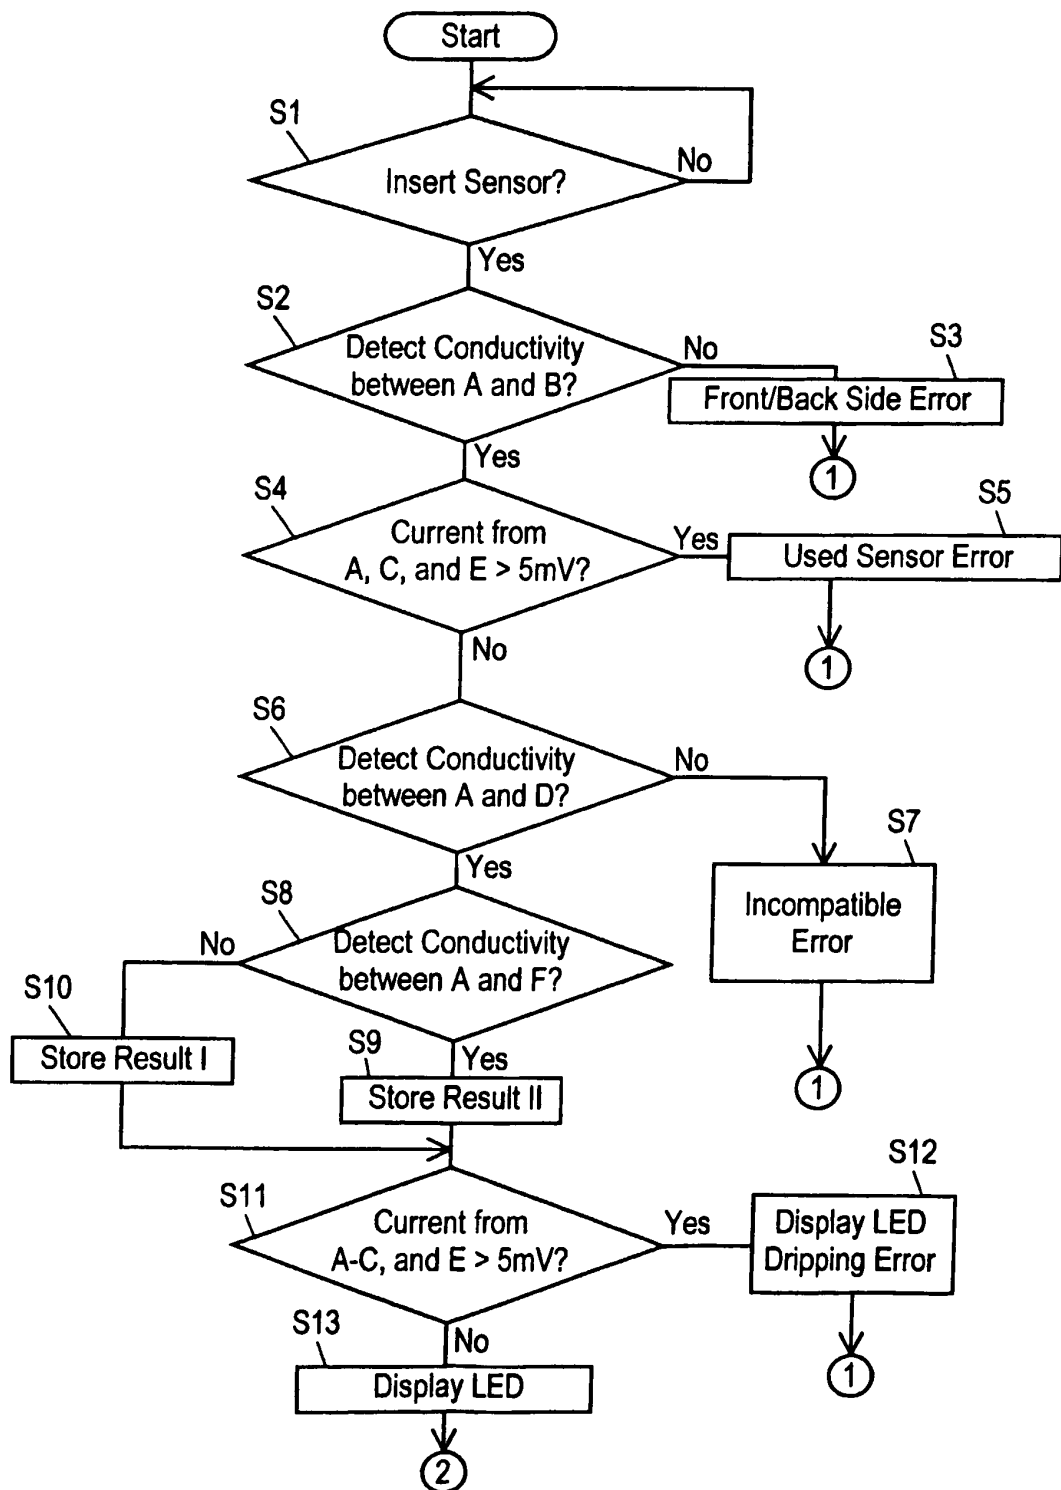 Start
S1
Insert Sensor?
No
Yes
S2
Detect Conductivity
between A and B?
No
S3
Front/Back Side Error
1
Yes
S4
Current from
A, C, and E > 5mV?
Yes
S5
Used Sensor Error
1
No
S6
Detect Conductivity
between A and D?
No
S7
Incompatible
Error
1
Yes
S8
Detect Conductivity
between A and F?
No
S10
Store Result I
Yes
S9
Store Result II
S11
Current from
A-C, and E > 5mV?
Yes
S12
Display LED
Dripping Error
1
No
S13
Display LED
2